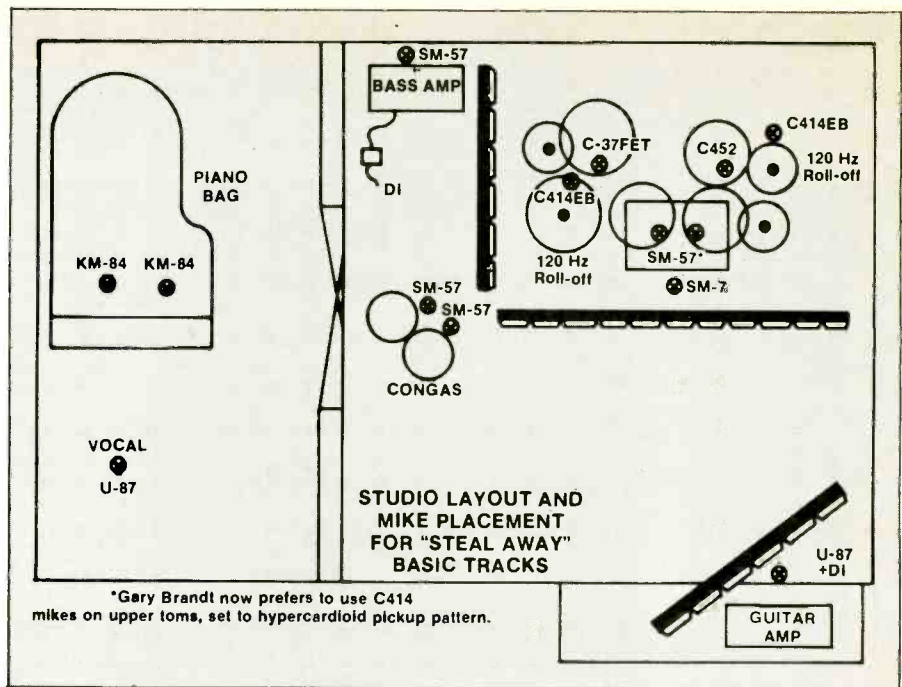 SM-57
BASS AMP
DI
PIANO
BAG
KM-84 KM-84
VOCAL
U-87
C-37FET
C414EB
120 Hz
Roll-off
C452
C414EB
120 Hz
Roll-off
SM-57*
SM-7
SM-57
SM-57
CONGAS
STUDIO LAYOUT AND
MIKE PLACEMENT
FOR "STEAL AWAY"
BASIC TRACKS
U-87
+DI
GUITAR
AMP
*Gary Brandt now prefers to use C414
mikes on upper toms, set to hypercardioid pickup pattern.